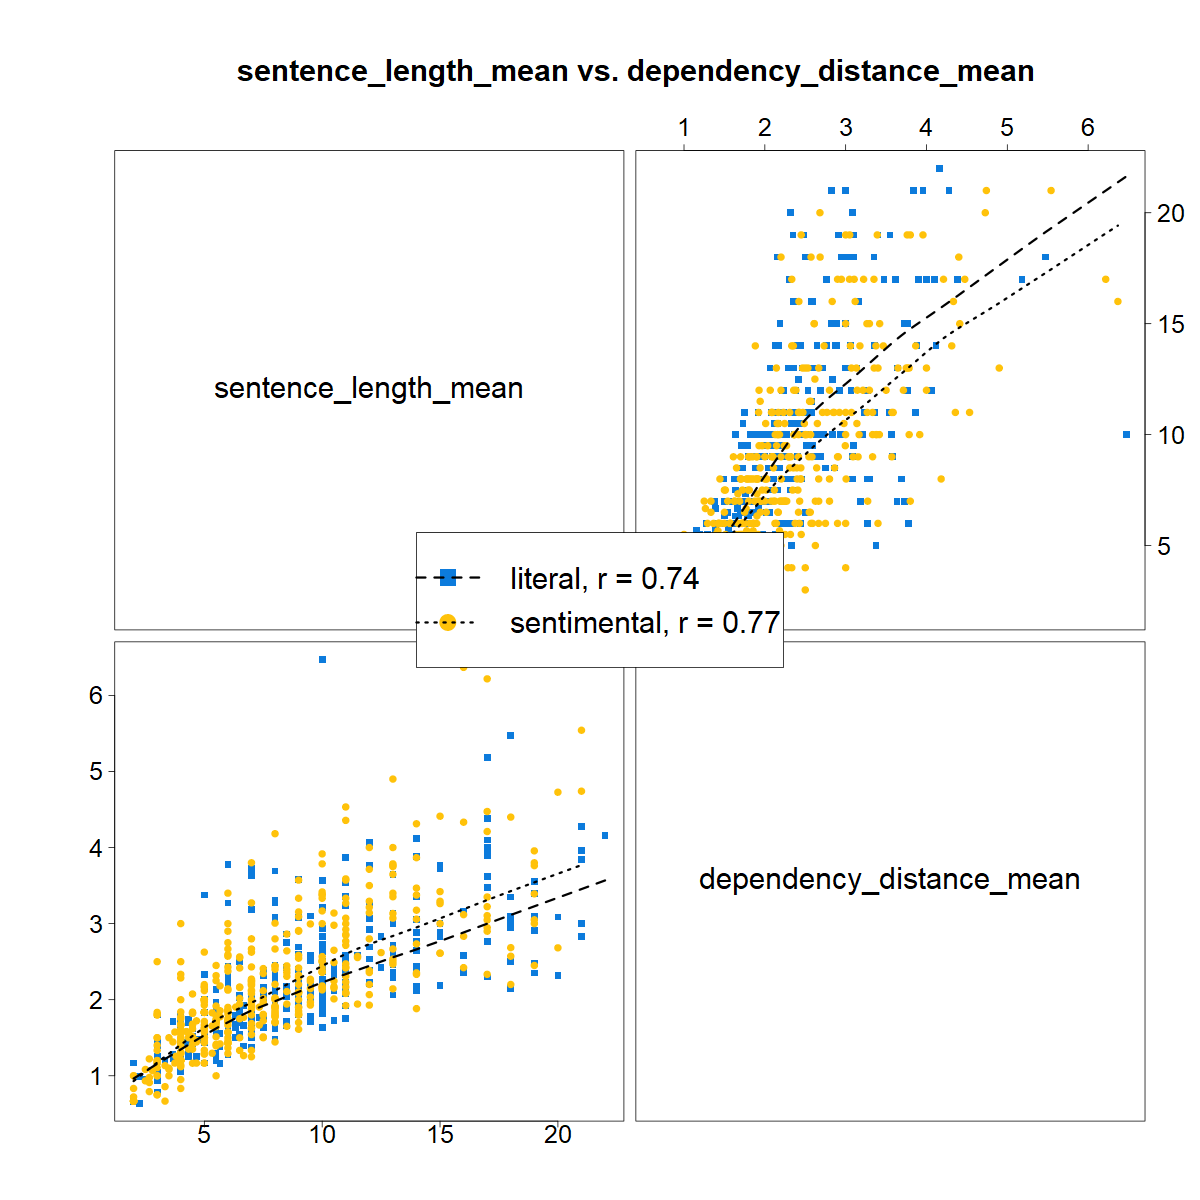 sentence_length_mean vs. dependency_distance_mean
1 2 3 4 5 6
sentence_length_mean
20
15
10
5
literal, r = 0.74
sentimental, r = 0.77
6
5
4
3
2
1
dependency_distance_mean
5 10 15 20